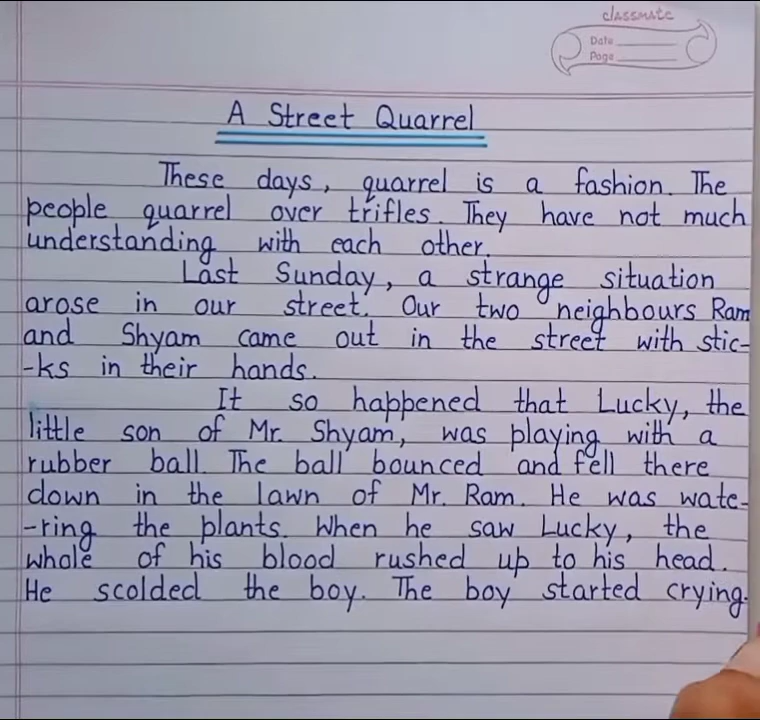 classmate
Date
Page
A Street Quarrel
These days, quarrel is a fashion. The
people quarrel over trifles. They have not much
understanding with each other.
Last Sunday, a strange situation
arose in our street. Our two neighbours Ram
and Shyam came out in the street with stic-
-ks in their hands.
It so happened that Lucky, the
little son of Mr. Shyam, was playing with a
rubber ball. The ball bounced and fell there
down in the lawn of Mr. Ram. He was wate-
-ring the plants. When he saw Lucky, the
whole of his blood rushed up to his head.
He scolded the boy. The boy started crying.